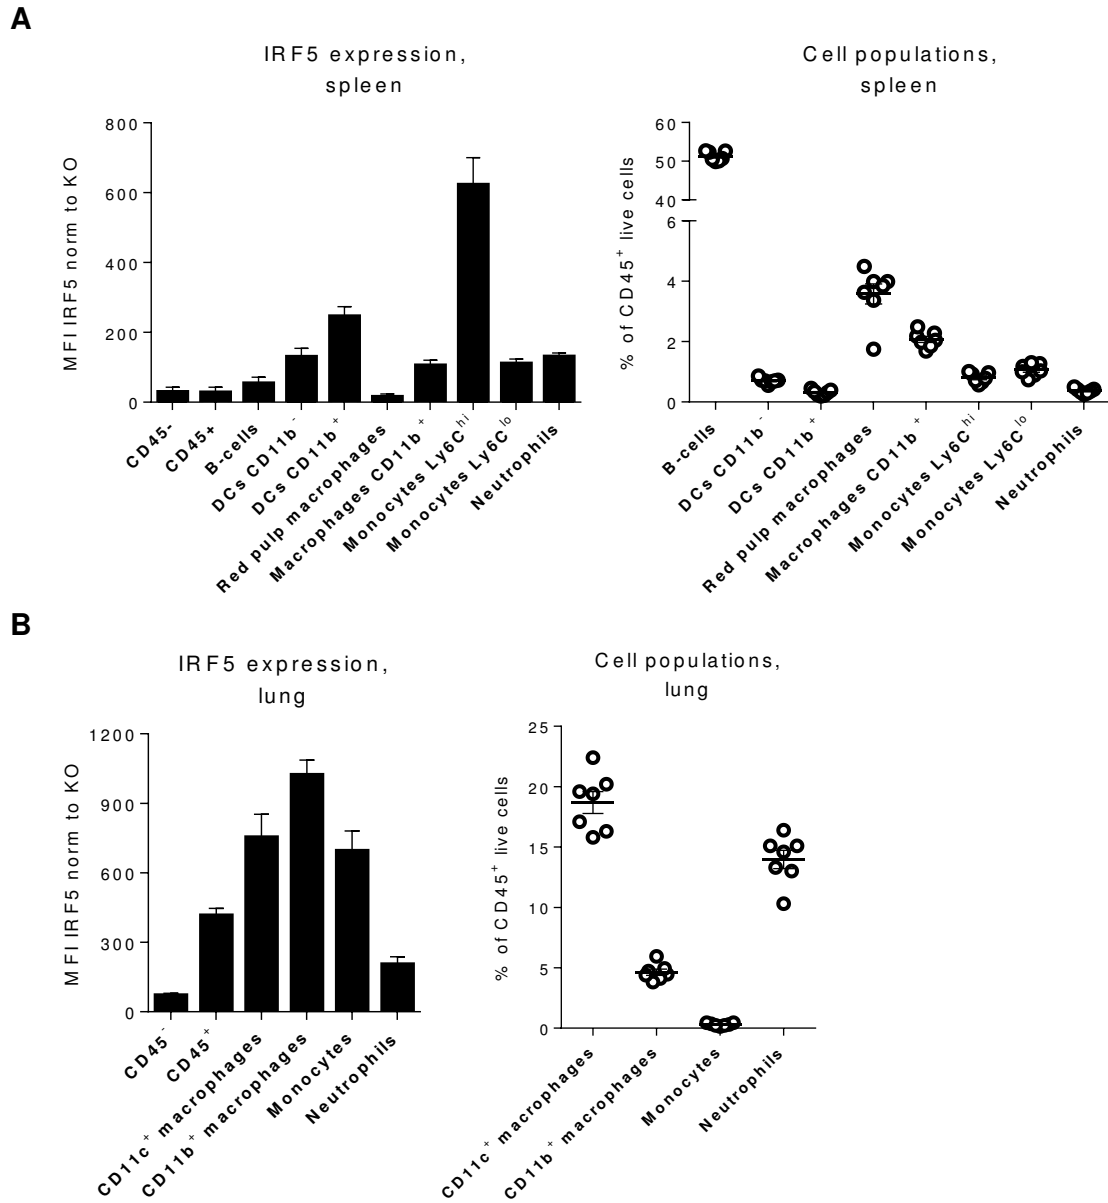 A
IRF5 expression,
spleen
MFI IRF5 norm to KO
800
600
400
200
0
CD45-
CD45+
B-cells
DCs CD11b-
DCs CD11b+
Red pulp macrophages
Macrophages CD11b+
Monocytes Ly6Chi
Monocytes Ly6Clo
Neutrophils
Cell populations,
spleen
% of CD45+ live cells
60
50
40
6
4
2
0
B-cells
DCs CD11b-
DCs CD11b+
Red pulp macrophages
Macrophages CD11b+
Monocytes Ly6Chi
Monocytes Ly6Clo
Neutrophils
B
IRF5 expression,
lung
MFI IRF5 norm to KO
1200
900
600
300
0
CD45-
CD45+
CD11c+ macrophages
CD11b+ macrophages
Monocytes
Neutrophils
Cell populations,
lung
% of CD45+ live cells
25
20
15
10
5
0
CD11c+ macrophages
CD11b+ macrophages
Monocytes
Neutrophils